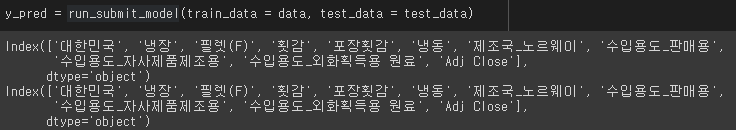 y_pred = run_submit_model(train_data = data, test_data = test_data)
Index(['대한민국', '냉장', '필렛(F)', '횟감', '포장횟감', '냉동', '제조국_노르웨이', '수입용도_판매용',
'수입용도_자사제품제조용', '수입용도_외화획득용 원료', 'Adj Close'],
dtype='object')
Index(['대한민국', '냉장', '필렛(F)', '횟감', '포장횟감', '냉동', '제조국_노르웨이', '수입용도_판매용',
'수입용도_자사제품제조용', '수입용도_외화획득용 원료', 'Adj Close'],
dtype='object')